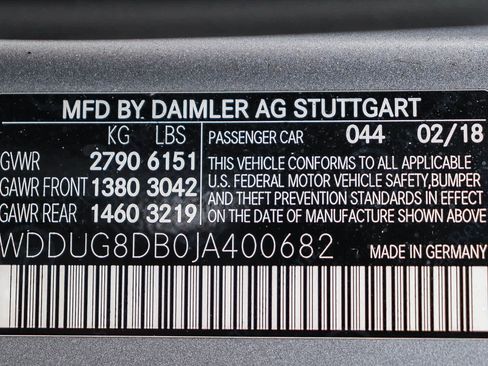 MFD BY DAIMLER AG STUTTGART
KG LBS PASSENGER CAR 044 02/18
GVWR 2790 6151 THIS VEHICLE CONFORMS TO ALL APPLICABLE
GAWR FRONT 1380 3042 U.S. FEDERAL MOTOR VEHICLE SAFETY, BUMPER
GAWR REAR 1460 3219 AND THEFT PREVENTION STANDARDS IN EFFECT
ON THE DATE OF MANUFACTURE SHOWN ABOVE
WDDUG8DB0JA400682 MADE IN GERMANY